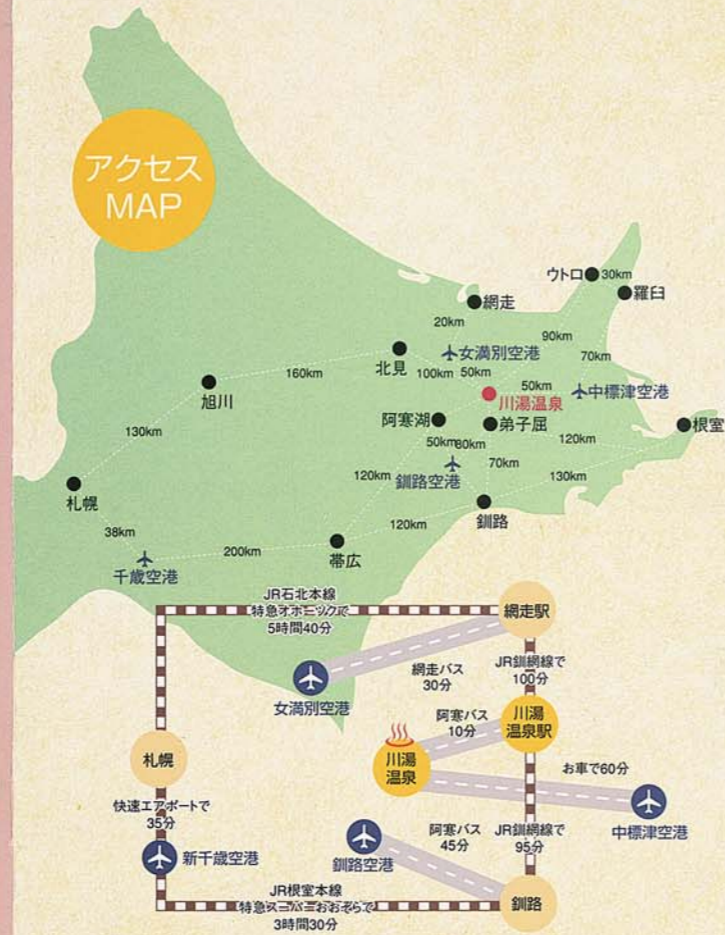 アクセス
MAP
ウトロ
30km
羅臼
網走
20km
90km
女満別空港
70km
北見
160km
100km
50km
50km
中標津空港
旭川
川湯温泉
阿寒湖
弟子屈
根室
130km
50km
80km
120km
釧路空港
70km
120km
130km
札幌
釧路
38km
120km
200km
帯広
千歳空港
JR石北本線
特急オホーツクで
5時間40分
網走駅
網走バス
30分
JR釧網線で
100分
女満別空港
阿寒バス
10分
川湯
温泉駅
札幌
川湯
温泉
お車で60分
快速エアポートで
35分
中標津空港
阿寒バス
45分
JR釧網線で
95分
新千歳空港
釧路空港
JR根室本線
特急スーパーおおぞらで
3時間30分
釧路